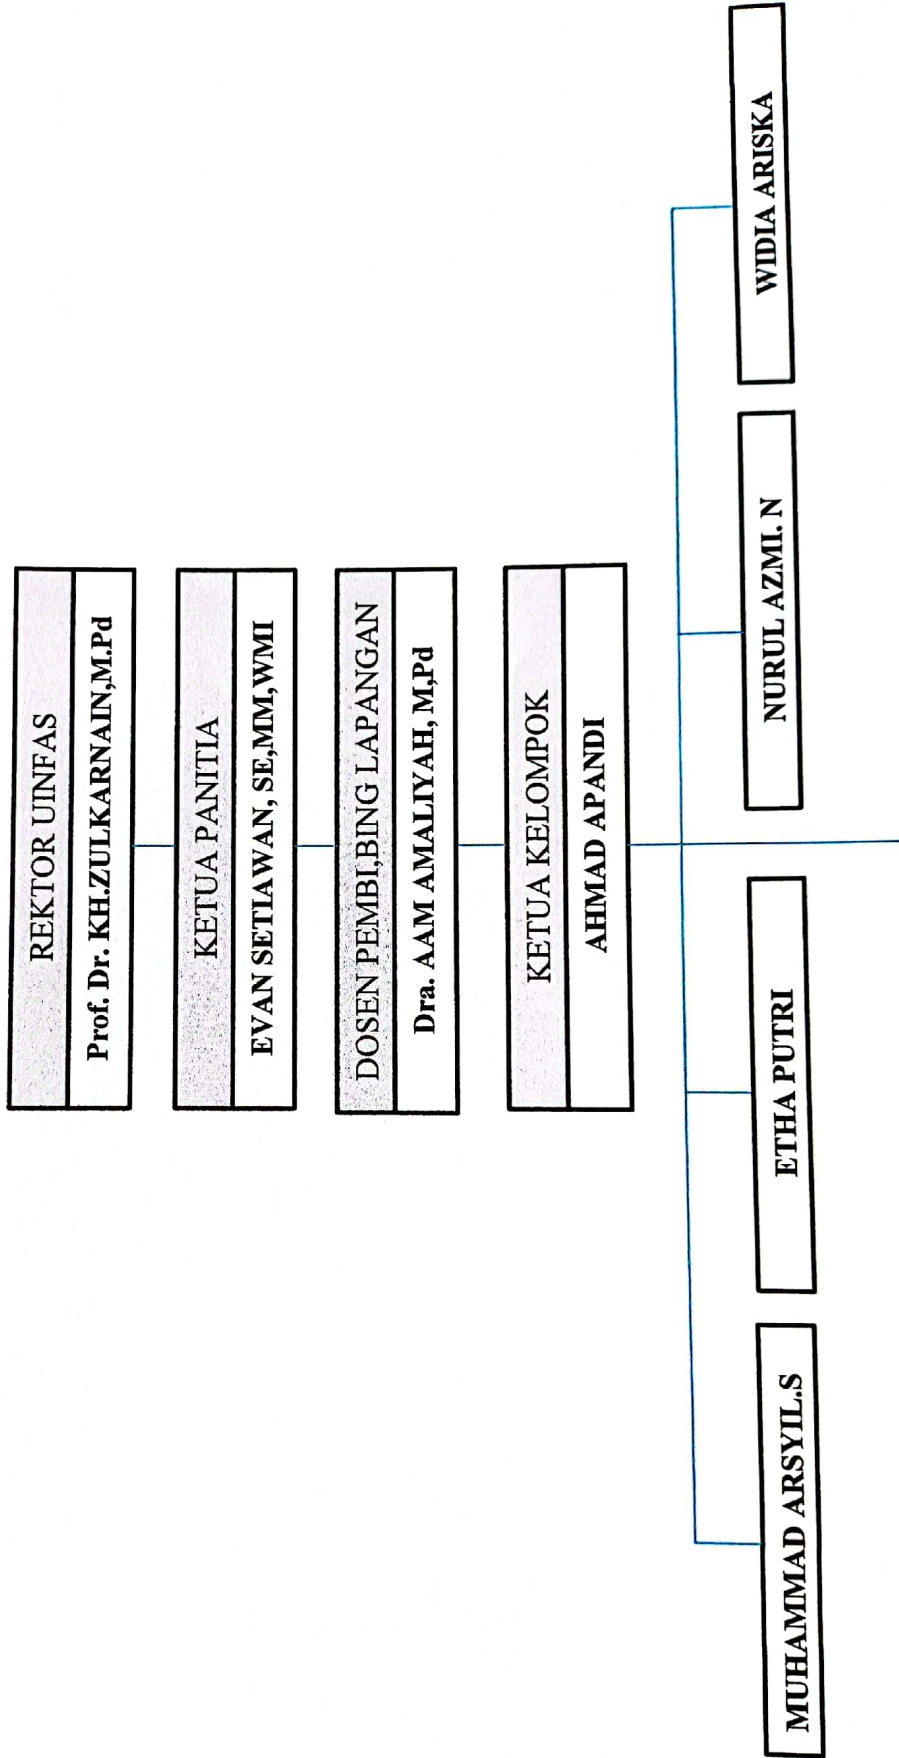 REKTOR UINFAS
Prof. Dr. KH.ZULKARNAIN,M.Pd
KETUA PANITIA
EVAN SETIAWAN, SE,MM,WMI
DOSEN PEMBI,BING LAPANGAN
Dra. AAM AMALIYAH, M,Pd
KETUA KELOMPOK
AHMAD APANDI
MUHAMMAD ARSYIL.S
ETHA PUTRI
NURUL AZMI. N
WIDIA ARISKA